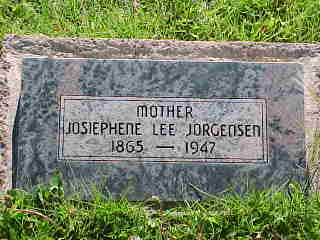 MOTHER
JOSIEPHENE LEE JORGENSEN
1865 — 1947